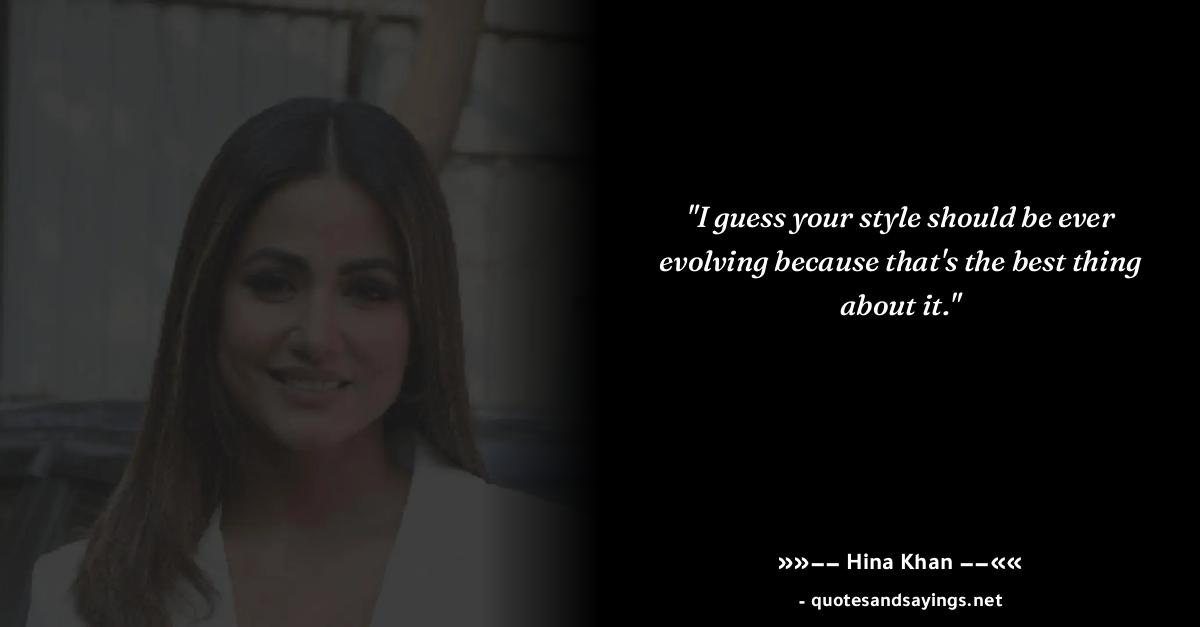 "I guess your style should be ever
evolving because that's the best thing
about it."
»»−− Hina Khan −−««
- quotesandsayings.net